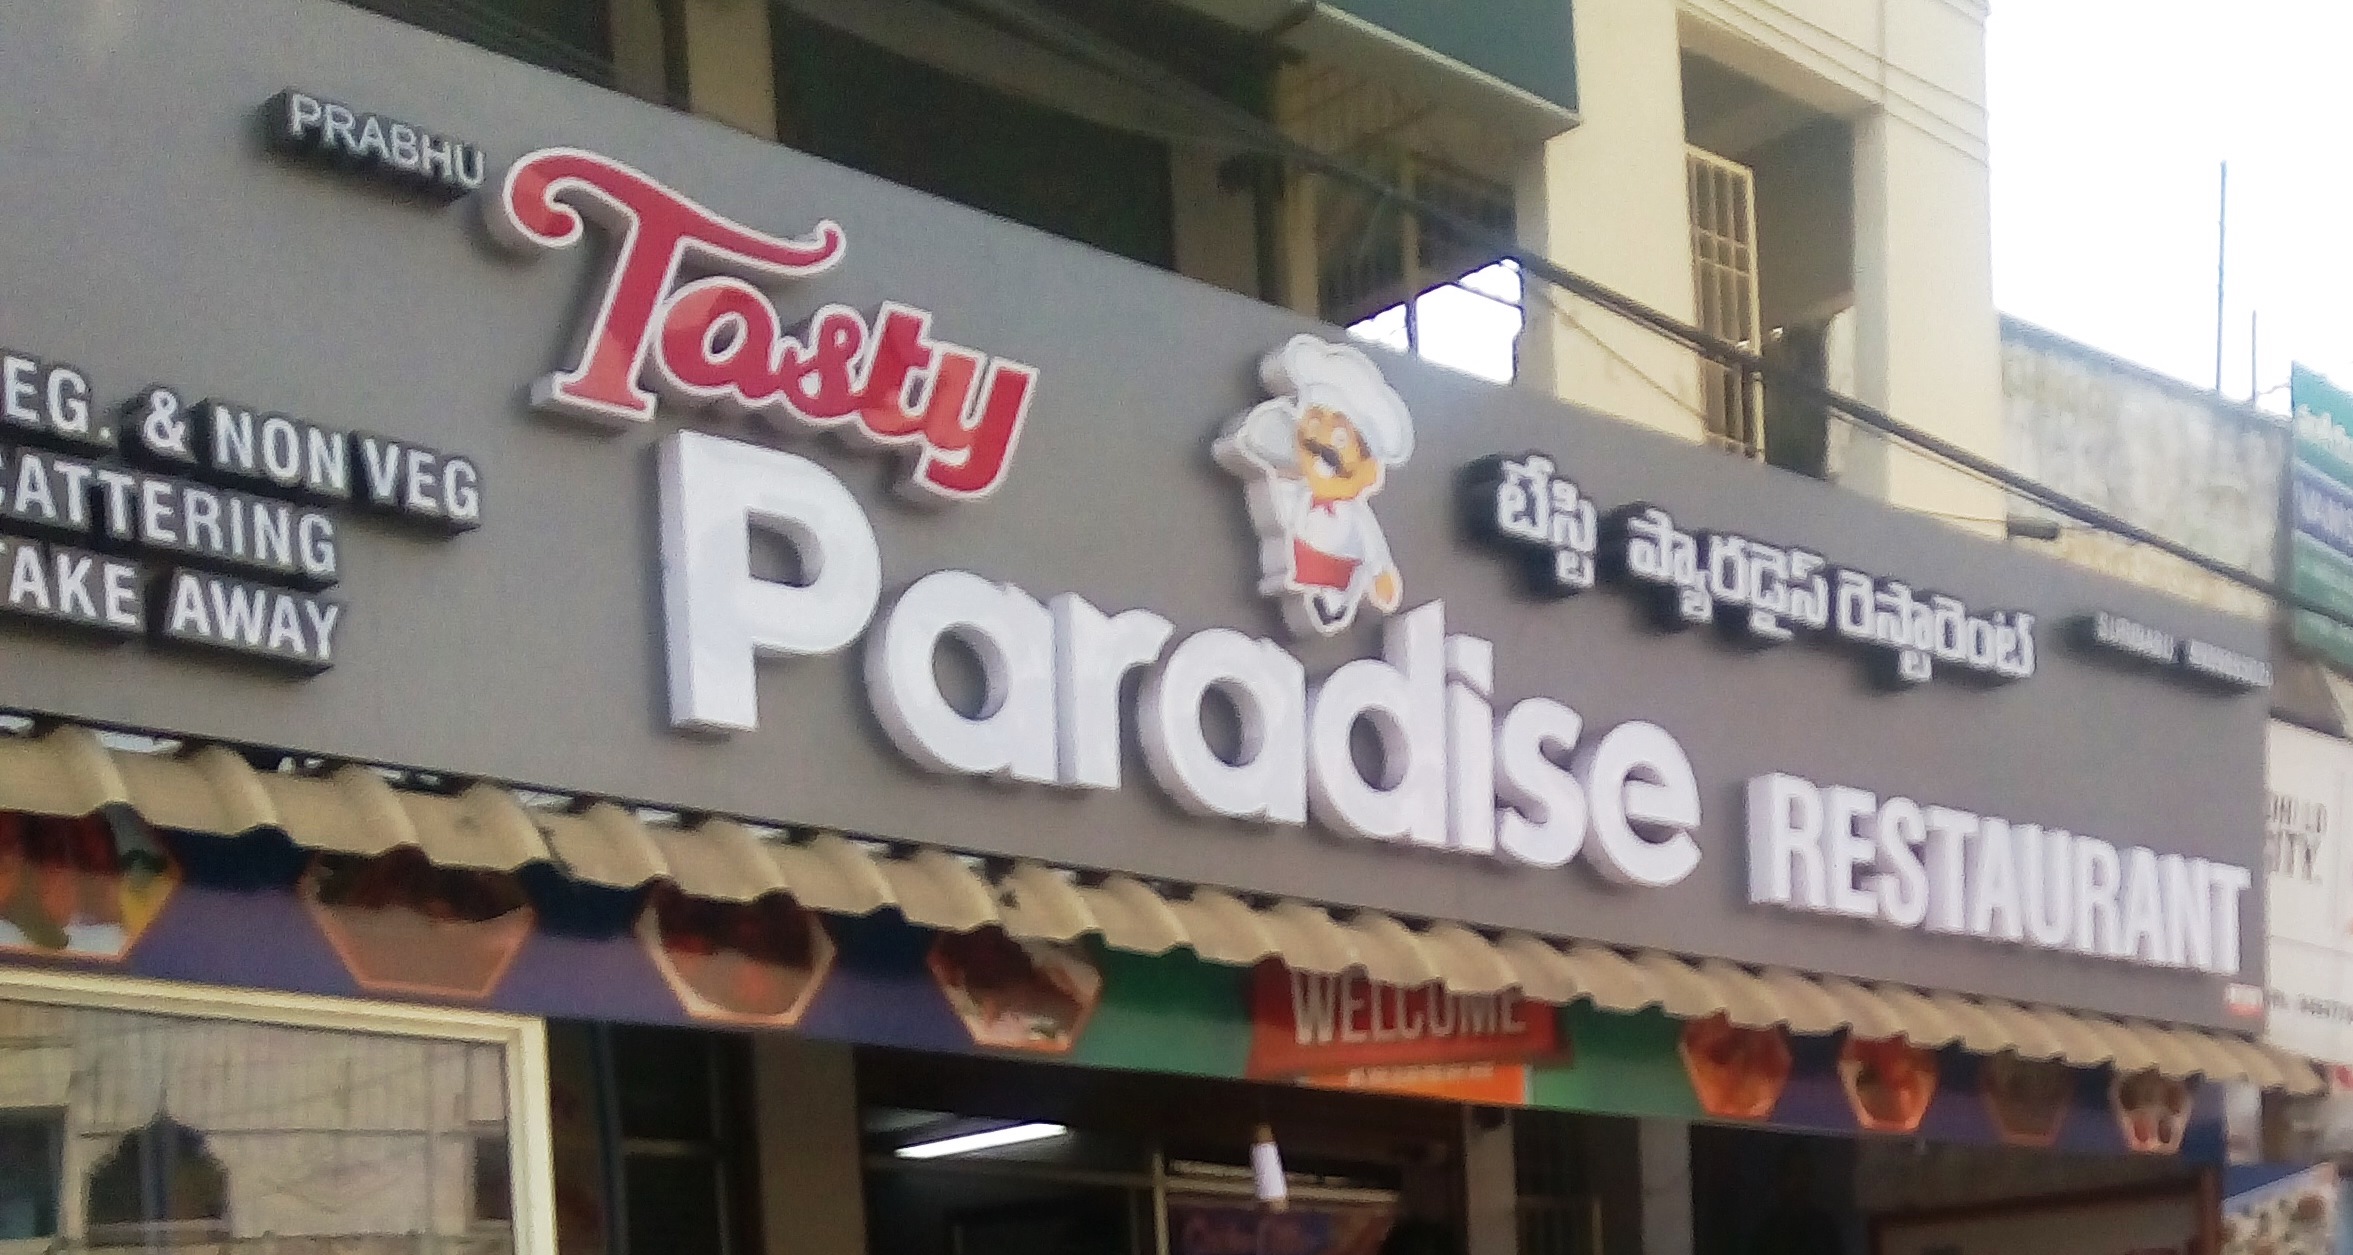 PRABHU
Tasty
Paradise RESTAURANT
టేస్టి ప్యారడైస్ రెస్టారెంట్
EG. & NON VEG
CATTERING
TAKE AWAY
WELCOME